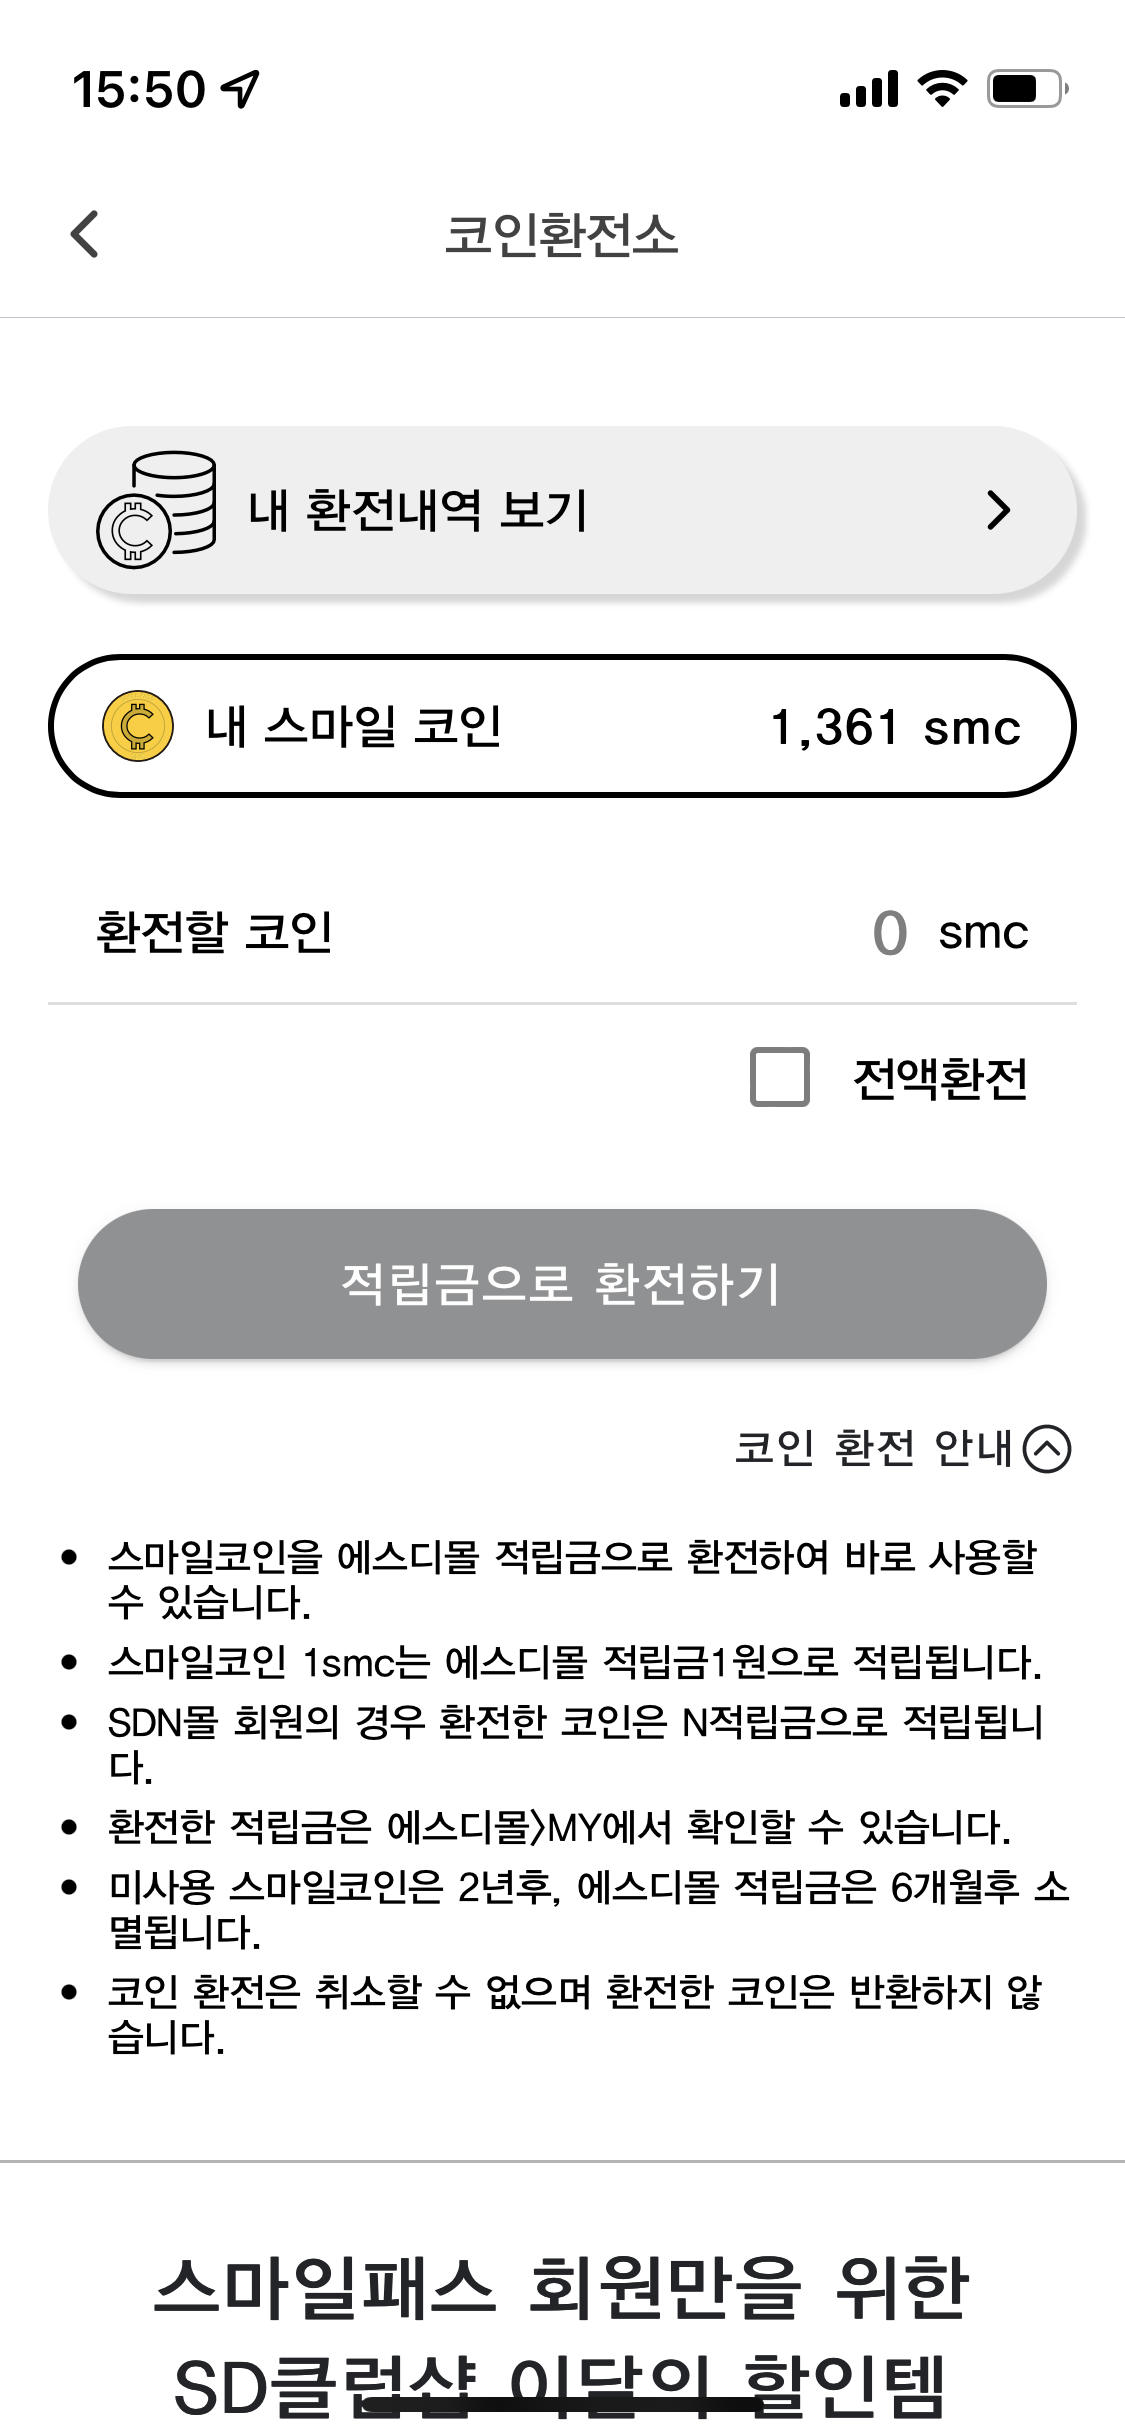 15:50
코인환전소
내 환전내역 보기
내 스마일 코인 1,361 smc
환전할 코인 0 smc
전액환전
적립금으로 환전하기
코인 환전 안내
• 스마일코인을 에스디몰 적립금으로 환전하여 바로 사용할
수 있습니다.
• 스마일코인 1smc는 에스디몰 적립금1원으로 적립됩니다.
• SDN몰 회원의 경우 환전한 코인은 N적립금으로 적립됩니
다.
• 환전한 적립금은 에스디몰>MY에서 확인할 수 있습니다.
• 미사용 스마일코인은 2년후, 에스디몰 적립금은 6개월후 소
멸됩니다.
• 코인 환전은 취소할 수 없으며 환전한 코인은 반환하지 않
습니다.
스마일패스 회원만을 위한
SD클럽샵 이달의 할인템